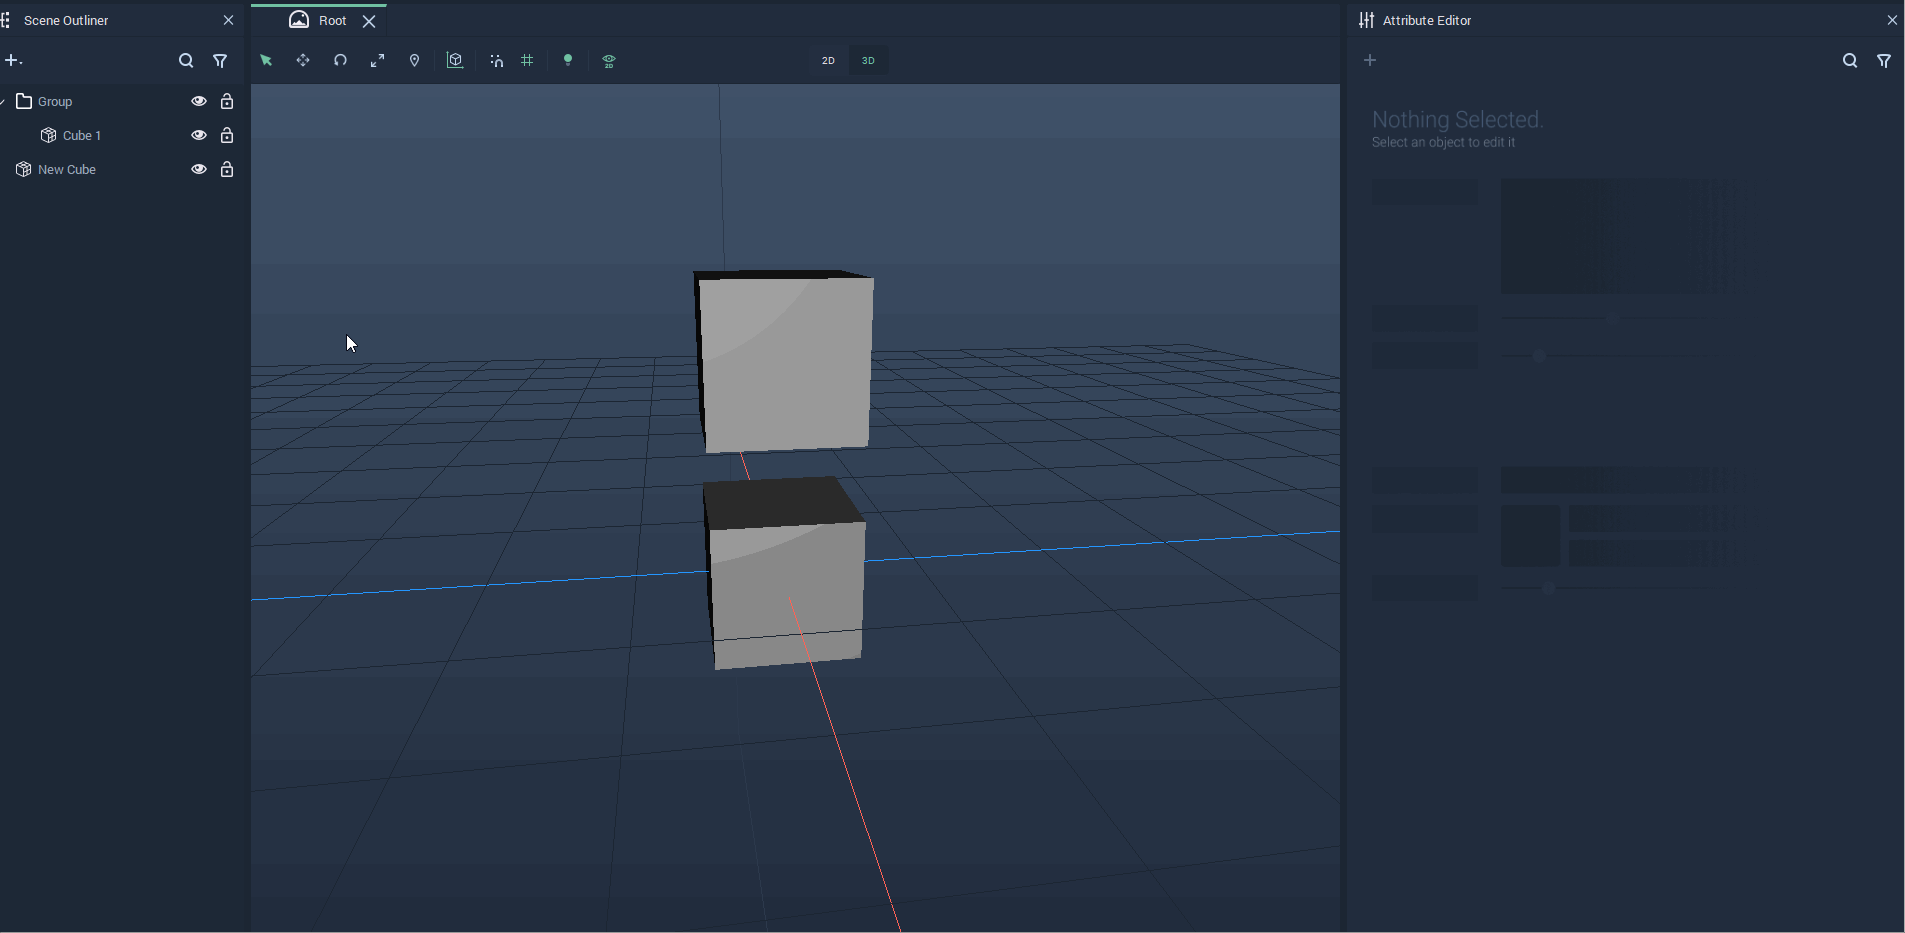 Scene Outliner
Root
Attribute Editor
2D
3D
2D
Group
Cube 1
New Cube
Nothing Selected.
Select an object to edit it